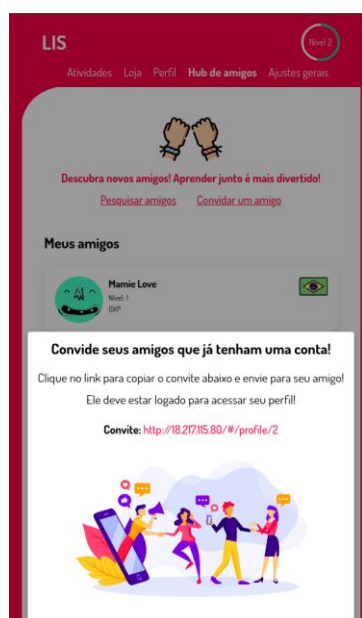 LIS
Nível 2
Atividades Loja Perfil Hub de amigos Ajustes gerais
Descubra novos amigos! Aprender junto é mais divertido!
Pesquisar amigos Convidar um amigo
Meus amigos
Mamie Love
Nível: 1
0XP
Convide seus amigos que já tenham uma conta!
Clique no link para copiar o convite abaixo e envie para seu amigo!
Ele deve estar logado para acessar seu perfil!
Convite: http://18.217.115.80/#/profile/2